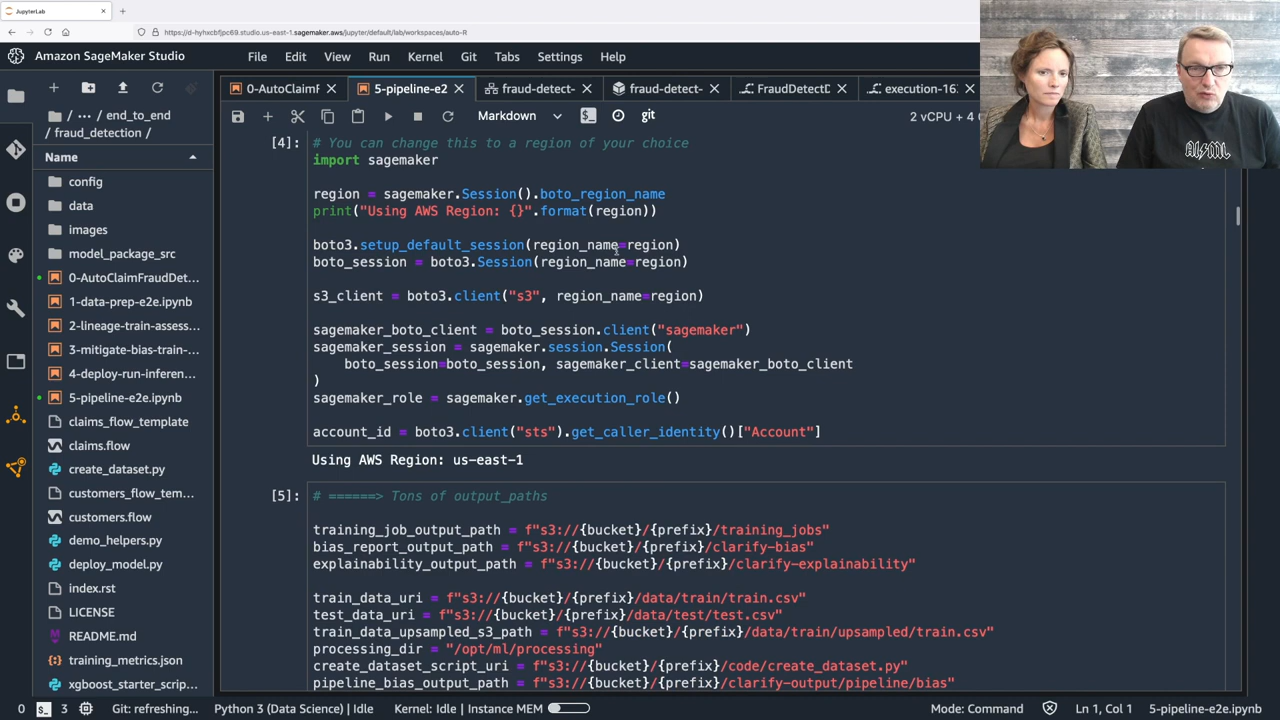 JupyterLab
https://d-hyhxcbfjpc69.studio.us-east-1.sagemaker.aws/jupyter/default/lab/workspaces/auto-R
Amazon SageMaker Studio
File Edit View Run Kernel Git Tabs Settings Help
0-AutoClaimF
5-pipeline-e2
d-detect-
fraud-detect-
FraudDetectD
execution-16
Markdown
git
2 vCPU + 4
/ ... / end_to_end
/ fraud_detection /
Name
config
data
images
model_package_src
0-AutoClaimFraudDet...
1-data-prep-e2e.ipynb
2-lineage-train-assess...
3-mitigate-bias-train-...
4-deploy-run-inferen...
5-pipeline-e2e.ipynb
claims_flow_template
claims.flow
create_dataset.py
customers_flow_tem...
customers.flow
demo_helpers.py
deploy_model.py
index.rst
LICENSE
README.md
training_metrics.json
xgboost_starter_scrip...
[4]:
# You can change this to a region of your choice
import sagemaker
region = sagemaker.Session().boto_region_name
print("Using AWS Region: {}".format(region))
boto3.setup_default_session(region_name=region)
boto_session = boto3.Session(region_name=region)
s3_client = boto3.client("s3", region_name=region)
sagemaker_boto_client = boto_session.client("sagemaker")
sagemaker_session = sagemaker.session.Session(
boto_session=boto_session, sagemaker_client=sagemaker_boto_client
)
sagemaker_role = sagemaker.get_execution_role()
account_id = boto3.client("sts").get_caller_identity()["Account"]
Using AWS Region: us-east-1
[5]:
# ======> Tons of output_paths
training_job_output_path = f"s3://{bucket}/{prefix}/training_jobs"
bias_report_output_path = f"s3://{bucket}/{prefix}/clarify-bias"
explainability_output_path = f"s3://{bucket}/{prefix}/clarify-explainability"
train_data_uri = f"s3://{bucket}/{prefix}/data/train/train.csv"
test_data_uri = f"s3://{bucket}/{prefix}/data/test/test.csv"
train_data_upsampled_s3_path = f"s3://{bucket}/{prefix}/data/train/upsampled/train.csv"
processing_dir = "/opt/ml/processing"
create_dataset_script_uri = f"s3://{bucket}/{prefix}/code/create_dataset.py"
pipeline_bias_output_path = f"s3://{bucket}/{prefix}/clarify-output/pipeline/bias"
AI/ML
0 3 Git: refreshing... Python 3 (Data Science) | Idle Kernel: Idle | Instance MEM Mode: Command Ln 1, Col 1 5-pipeline-e2e.ipynb